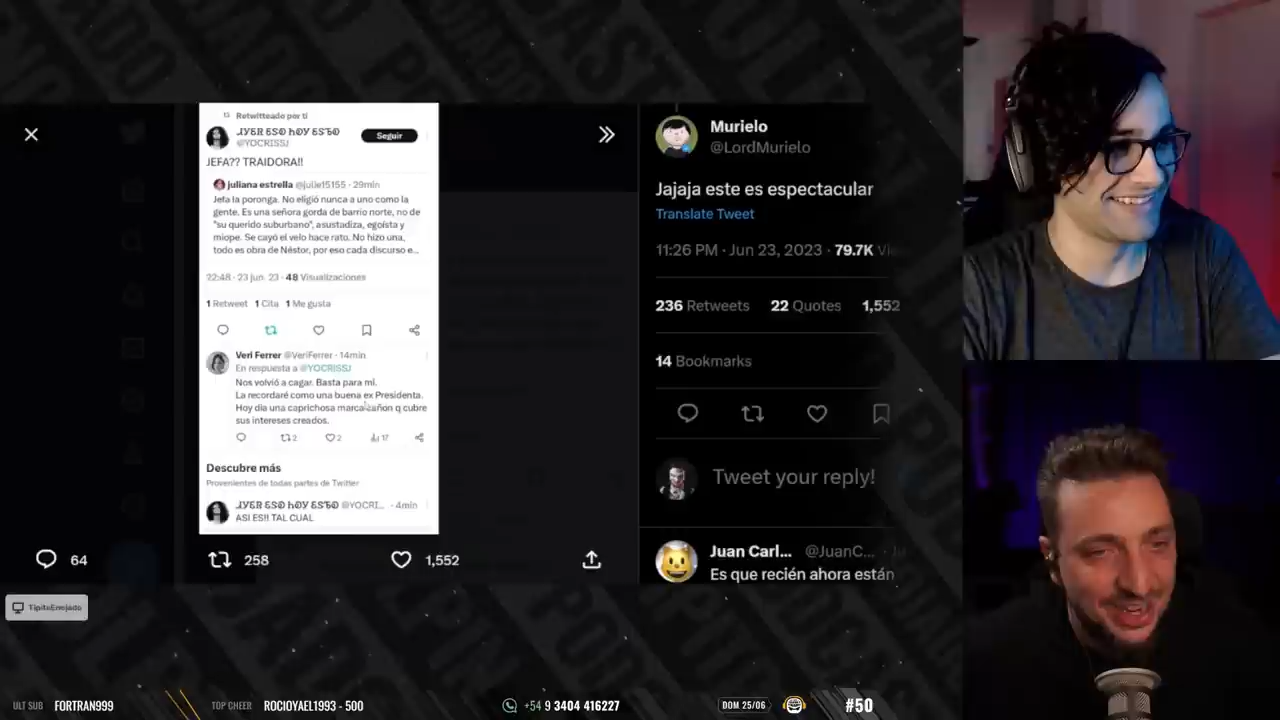 Retwitteado por ti
@YOCRISSJ
Seguir
JEFA?? TRAIDORA!!
juliana estrella @julie15155 · 29min
Jefa la poronga. No eligió nunca a uno como la
gente. Es una señora gorda de barrio norte, no de
"su querido suburbano", asustadiza, egoísta y
miope. Se cayó el velo hace rato. No hizo una,
todo es obra de Néstor, por eso cada discurso e...
22:48 · 23 jun. 23 · 48 Visualizaciones
1 Retweet 1 Cita 1 Me gusta
Veri Ferrer @VeriFerrer · 14min
En respuesta a @YOCRISSJ
Nos volvió a cagar. Basta para mi.
La recordaré como una buena ex Presidenta.
Hoy día una caprichosa marca cañon q cubre
sus intereses creados.
2 2 17
Descubre más
Provenientes de todas partes de Twitter
@YOCRI... · 4min
ASI ES!! TAL CUAL
64 258 1,552
Murielo
@LordMurielo
Jajaja este es espectacular
Translate Tweet
11:26 PM · Jun 23, 2023 · 79.7K Vi
236 Retweets 22 Quotes 1,552
14 Bookmarks
Tweet your reply!
Juan Carl... @JuanC... · Ju
Es que recién ahora están
TipitoEnojado
ULT SUB FORTRAN999
TOP CHEER ROCIOYAEL1993 - 500
+54 9 3404 416227
DOM 25/06
#50